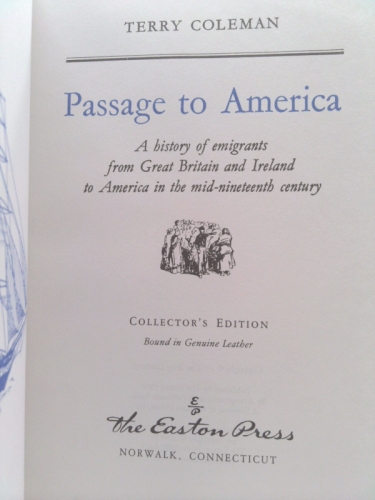 TERRY COLEMAN
Passage to America
A history of emigrants
from Great Britain and Ireland
to America in the mid-nineteenth century
COLLECTOR'S EDITION
Bound in Genuine Leather
E
P
the Easton Press
NORWALK, CONNECTICUT